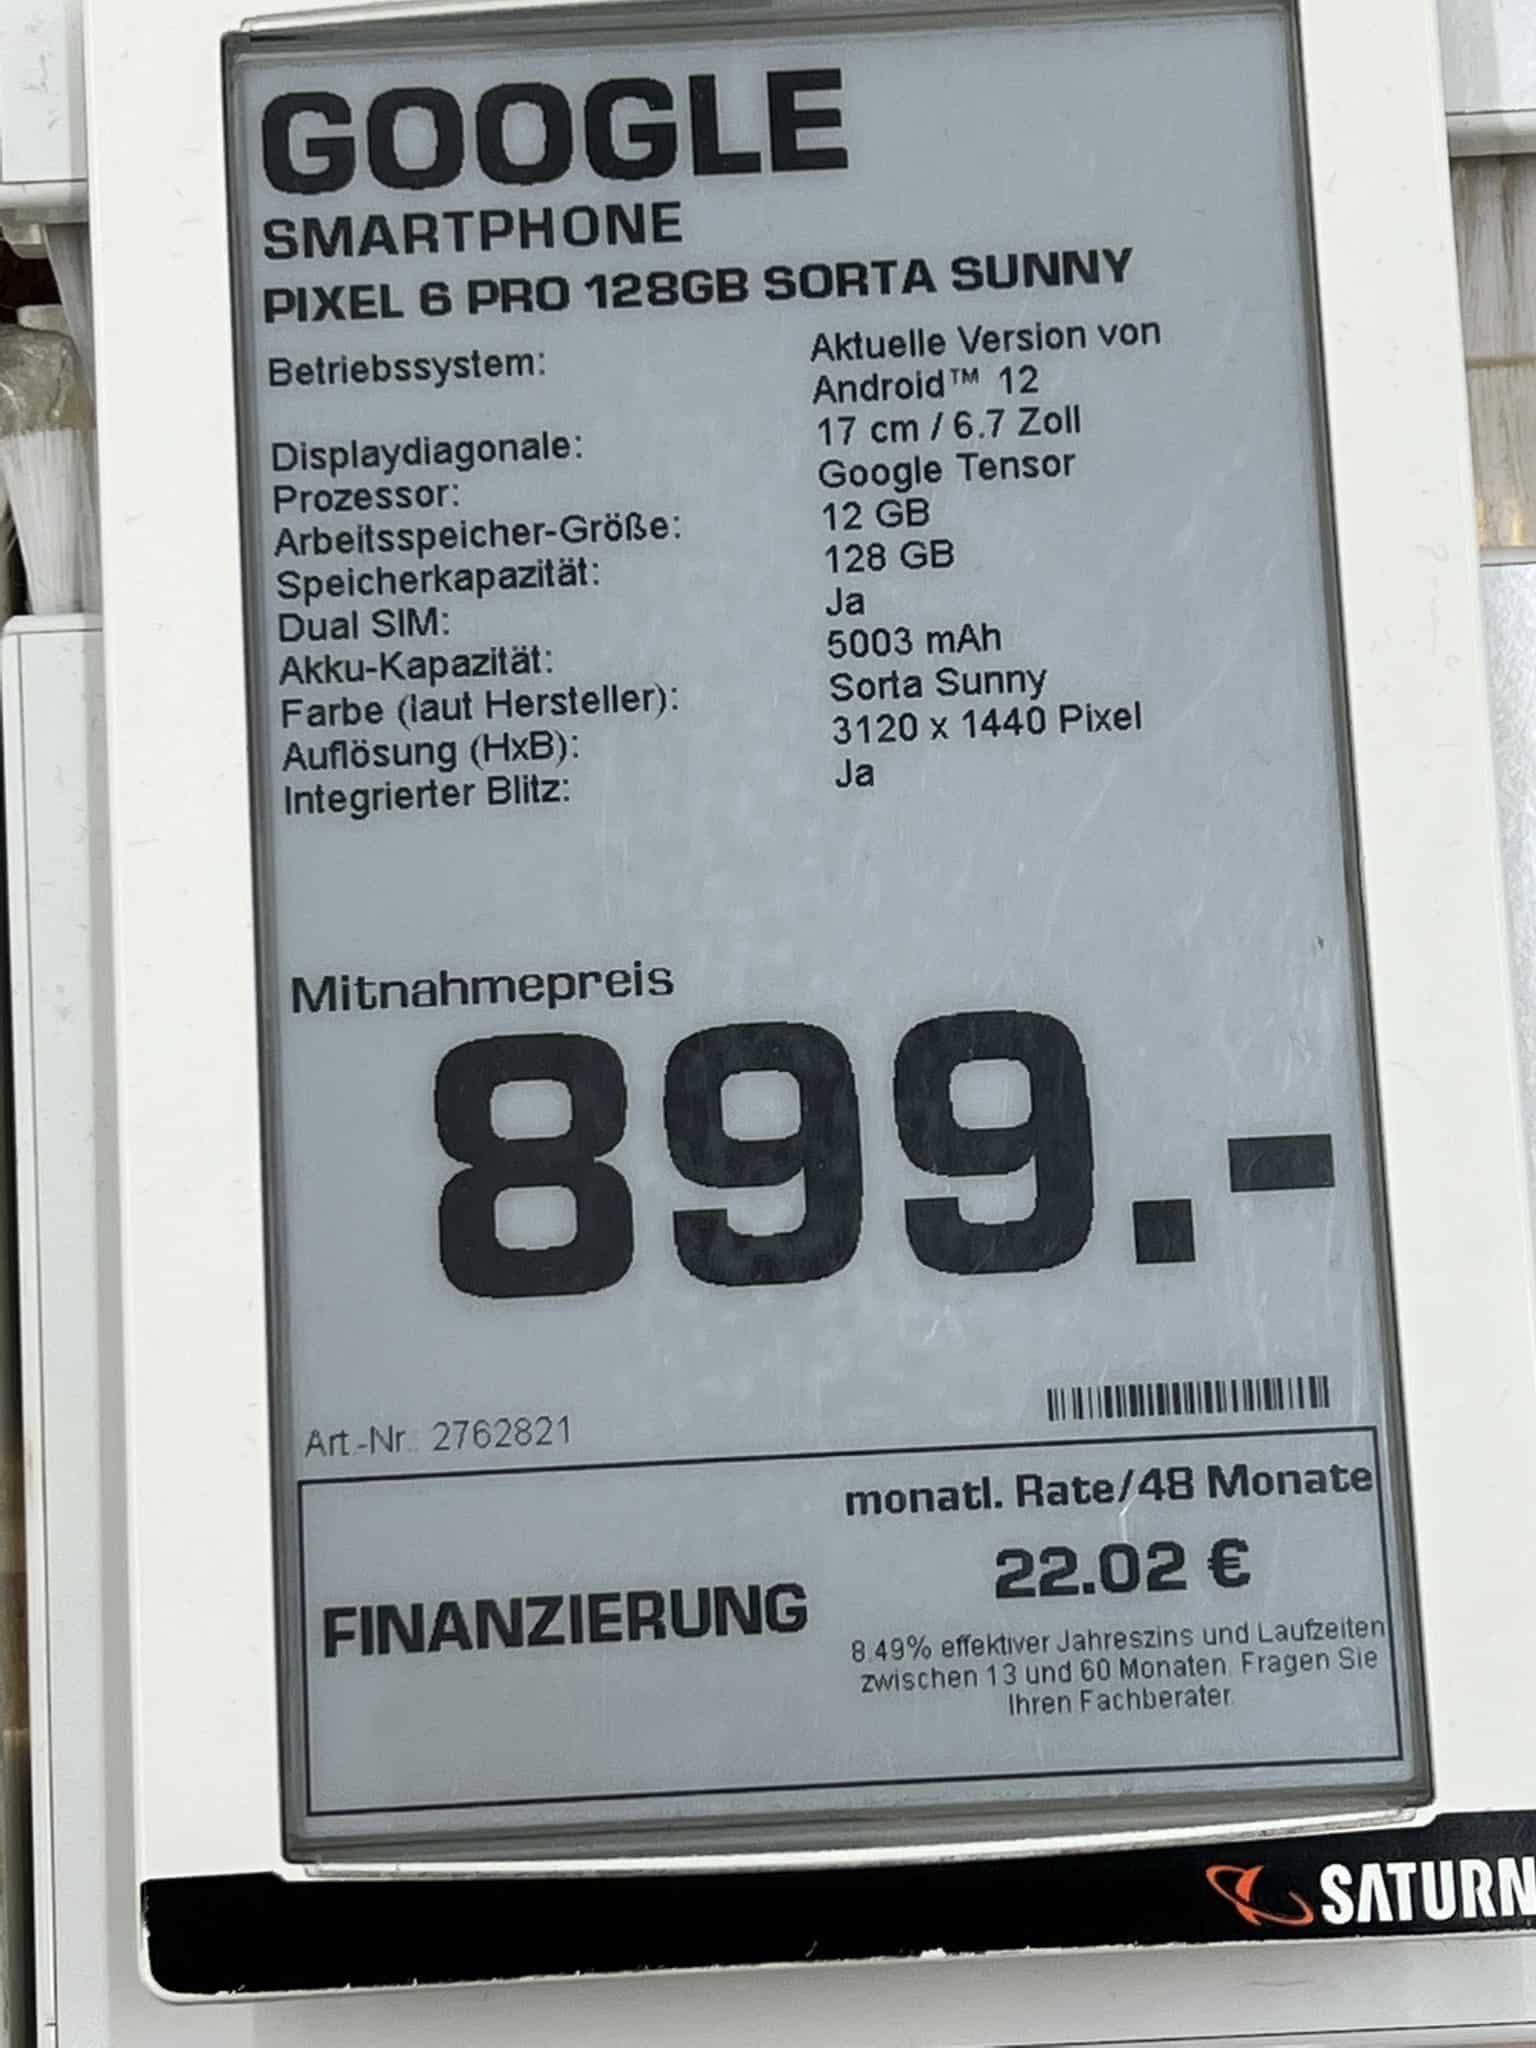 GOOGLE
SMARTPHONE
PIXEL 6 PRO 128GB SORTA SUNNY
Betriebssystem: Aktuelle Version von
Android™ 12
Displaydiagonale: 17 cm / 6.7 Zoll
Prozessor: Google Tensor
Arbeitsspeicher-Größe: 12 GB
Speicherkapazität: 128 GB
Dual SIM: Ja
Akku-Kapazität: 5003 mAh
Farbe (laut Hersteller): Sorta Sunny
Auflösung (HxB): 3120 x 1440 Pixel
Integrierter Blitz: Ja
Mitnahmepreis
899.-
Art.-Nr.: 2762821
monatl. Rate/48 Monate
22.02 €
FINANZIERUNG
8.49% effektiver Jahreszins und Laufzeiten
zwischen 13 und 60 Monaten. Fragen Sie
Ihren Fachberater.
SATURN